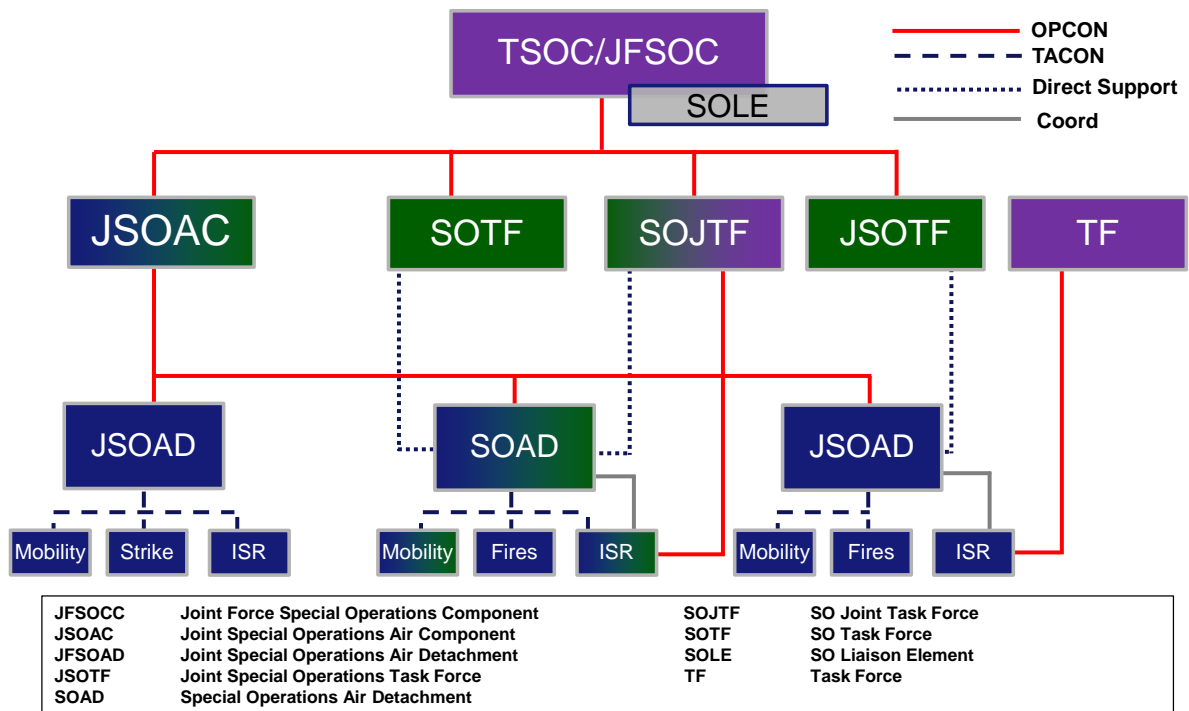 TSOC/JFSOC
SOLE
OPCON
TACON
Direct Support
Coord
JSOAC
SOTF
SOJTF
JSOTF
TF
JSOAD
SOAD
JSOAD
Mobility
Strike
ISR
Mobility
Fires
ISR
Mobility
Fires
ISR
JFSOCC Joint Force Special Operations Component
JSOAC Joint Special Operations Air Component
JFSOAD Joint Special Operations Air Detachment
JSOTF Joint Special Operations Task Force
SOAD Special Operations Air Detachment
SOJTF SO Joint Task Force
SOTF SO Task Force
SOLE SO Liaison Element
TF Task Force